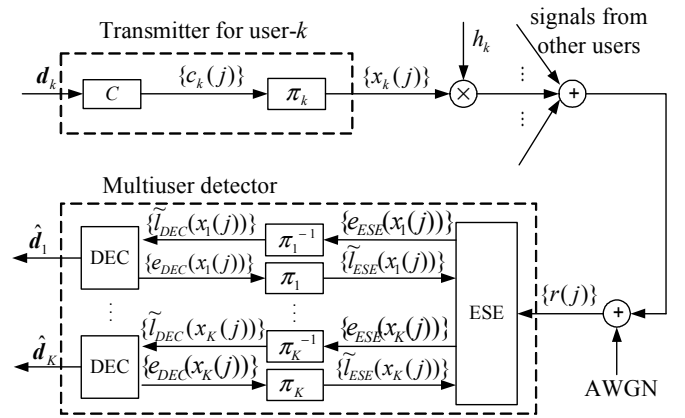 Transmitter for user-k
signals from
other users
h_k
d_k
C
{c_k(j)}
π_k
{x_k(j)}
×
+
⋮
⋮
Multiuser detector
{l̃_DEC(x_1(j))}
π_1^{-1}
{e_ESE(x_1(j))}
d̂_1
DEC
{e_DEC(x_1(j))}
π_1
{l̃_ESE(x_1(j))}
⋮
⋮
ESE
{r(j)}
+
{l̃_DEC(x_K(j))}
π_K^{-1}
{e_ESE(x_K(j))}
d̂_K
DEC
{e_DEC(x_K(j))}
π_K
{l̃_ESE(x_K(j))}
AWGN